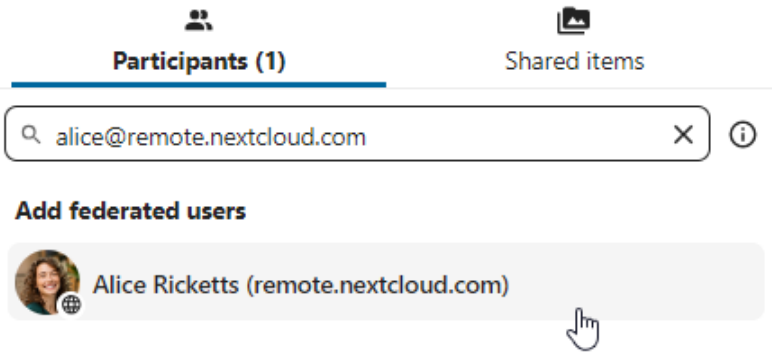 Participants (1)
Shared items
alice@remote.nextcloud.com
Add federated users
Alice Ricketts (remote.nextcloud.com)